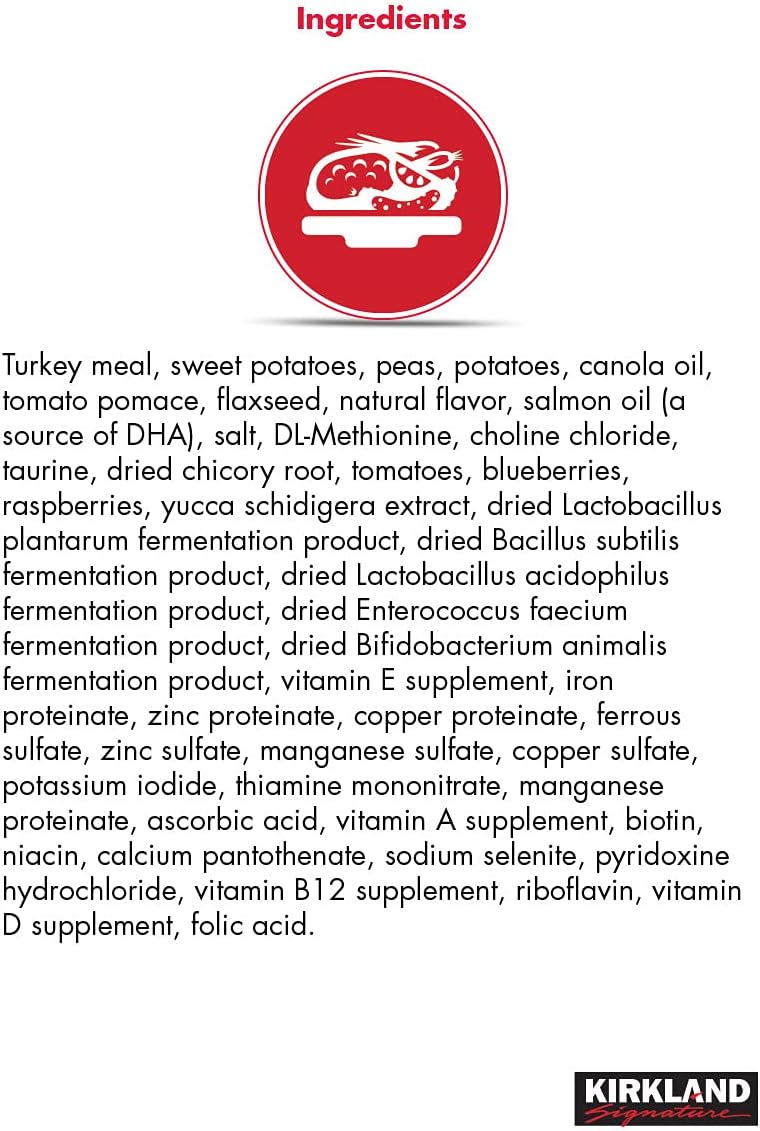 Ingredients
Turkey meal, sweet potatoes, peas, potatoes, canola oil,
tomato pomace, flaxseed, natural flavor, salmon oil (a
source of DHA), salt, DL-Methionine, choline chloride,
taurine, dried chicory root, tomatoes, blueberries,
raspberries, yucca schidigera extract, dried Lactobacillus
plantarum fermentation product, dried Bacillus subtilis
fermentation product, dried Lactobacillus acidophilus
fermentation product, dried Enterococcus faecium
fermentation product, dried Bifidobacterium animalis
fermentation product, vitamin E supplement, iron
proteinate, zinc proteinate, copper proteinate, ferrous
sulfate, zinc sulfate, manganese sulfate, copper sulfate,
potassium iodide, thiamine mononitrate, manganese
proteinate, ascorbic acid, vitamin A supplement, biotin,
niacin, calcium pantothenate, sodium selenite, pyridoxine
hydrochloride, vitamin B12 supplement, riboflavin, vitamin
D supplement, folic acid.
KIRKLAND
Signature